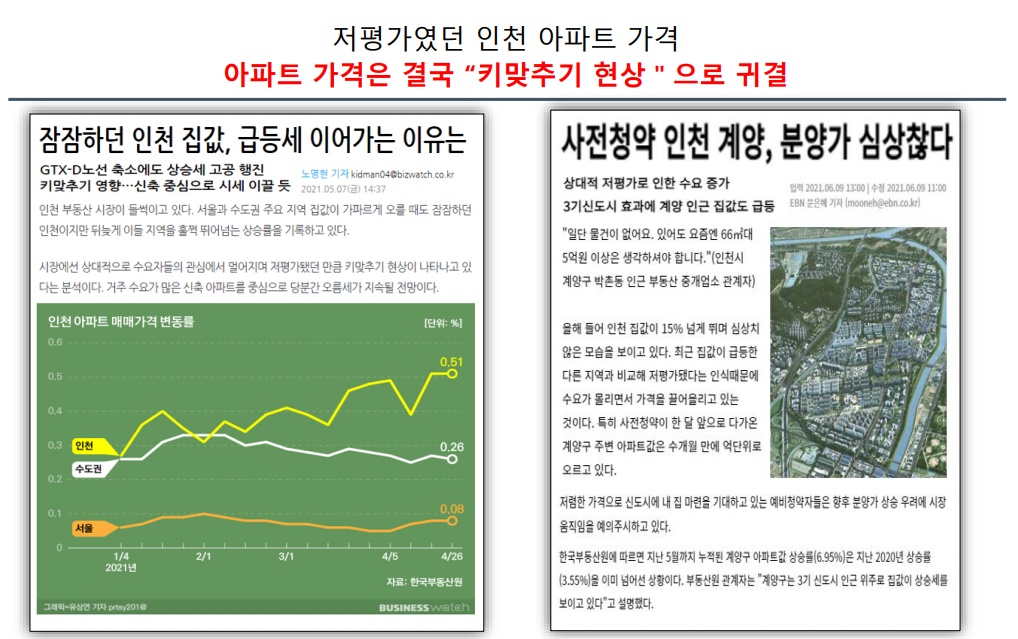 저평가였던 인천 아파트 가격
아파트 가격은 결국 “키맞추기 현상 " 으로 귀결
잠잠하던 인천 집값, 급등세 이어가는 이유는
GTX-D노선 축소에도 상승세 고공 행진
키맞추기 영향…신축 중심으로 시세 이끌 듯
노명현 기자 kidman04@bizwatch.co.kr
2021.05.07(금) 14:37
인천 부동산 시장이 들썩이고 있다. 서울과 수도권 주요 지역 집값이 가파르게 오를 때도 잠잠하던
인천이지만 뒤늦게 이들 지역을 훌쩍 뛰어넘는 상승률을 기록하고 있다.
시장에선 상대적으로 수요자들의 관심에서 멀어지며 저평가됐던 만큼 키맞추기 현상이 나타나고 있
다는 분석이다. 거주 수요가 많은 신축 아파트를 중심으로 당분간 오름세가 지속될 전망이다.
인천 아파트 매매가격 변동률
[단위: %]
0.6
0.5
0.4
0.3
0.2
0.1
0
인천
수도권
서울
0.51
0.26
0.08
1/4
2021년
2/1
3/1
4/5
4/26
자료: 한국부동산원
그래픽=유상연 기자 prtsy201@
BUSINESS watch
사전청약 인천 계양, 분양가 심상찮다
상대적 저평가로 인한 수요 증가
3기신도시 효과에 계양 인근 집값도 급등
입력 2021.06.09 13:00 | 수정 2021.06.09 11:00
EBN 문은혜 기자 (mooneh@ebn.co.kr)
"일단 물건이 없어요. 있어도 요즘엔 66㎡대
5억원 이상은 생각하셔야 합니다."(인천시
계양구 박촌동 인근 부동산 중개업소 관계자)
올해 들어 인천 집값이 15% 넘게 뛰며 심상치
않은 모습을 보이고 있다. 최근 집값이 급등한
다른 지역과 비교해 저평가됐다는 인식때문에
수요가 몰리면서 가격을 끌어올리고 있는
것이다. 특히 사전청약이 한 달 앞으로 다가온
계양구 주변 아파트값은 수개월 만에 억단위로
오르고 있다.
저렴한 가격으로 신도시에 내 집 마련을 기대하고 있는 예비청약자들은 향후 분양가 상승 우려에 시장
움직임을 예의주시하고 있다.
한국부동산원에 따르면 지난 5월까지 누적된 계양구 아파트값 상승률(6.95%)은 지난 2020년 상승률
(3.55%)을 이미 넘어선 상황이다. 부동산원 관계자는 "계양구는 3기 신도시 인근 위주로 집값이 상승세를
보이고 있다"고 설명했다.